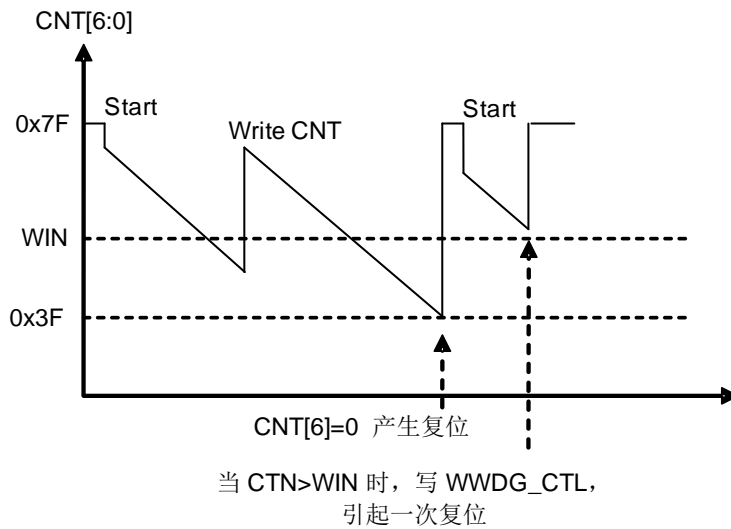 CNT[6:0]
Start
Start
0x7F
Write CNT
WIN
0x3F
CNT[6]=0 产生复位
当 CTN>WIN 时，写 WWDG_CTL，
引起一次复位